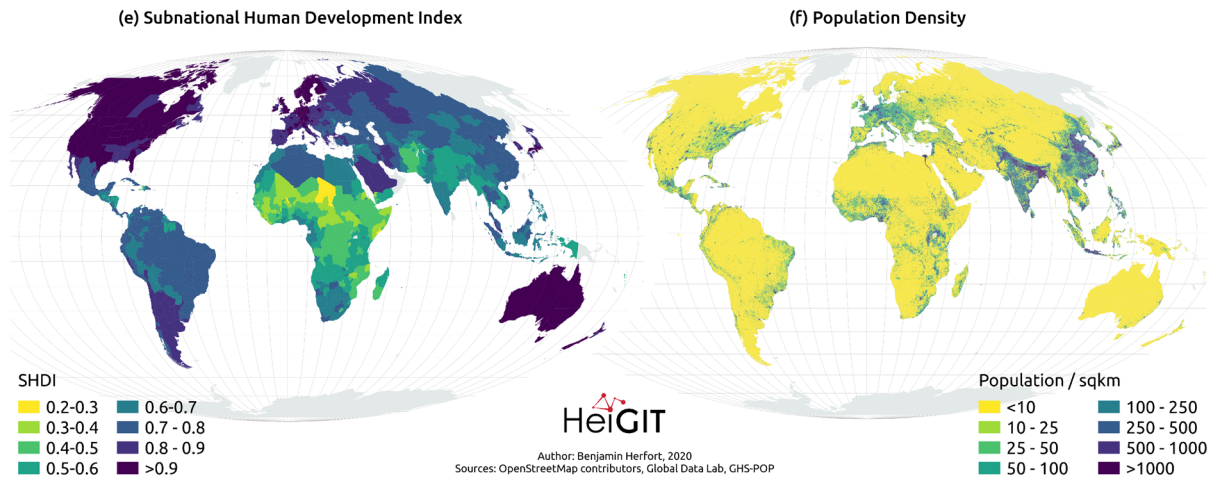 (e) Subnational Human Development Index
(f) Population Density
SHDI
0.2-0.3
0.3-0.4
0.4-0.5
0.5-0.6
0.6-0.7
0.7 - 0.8
0.8 - 0.9
>0.9
HeiGIT
Author: Benjamin Herfort, 2020
Sources: OpenStreetMap contributors, Global Data Lab, GHS-POP
Population / sqkm
<10
10 - 25
25 - 50
50 - 100
100 - 250
250 - 500
500 - 1000
>1000